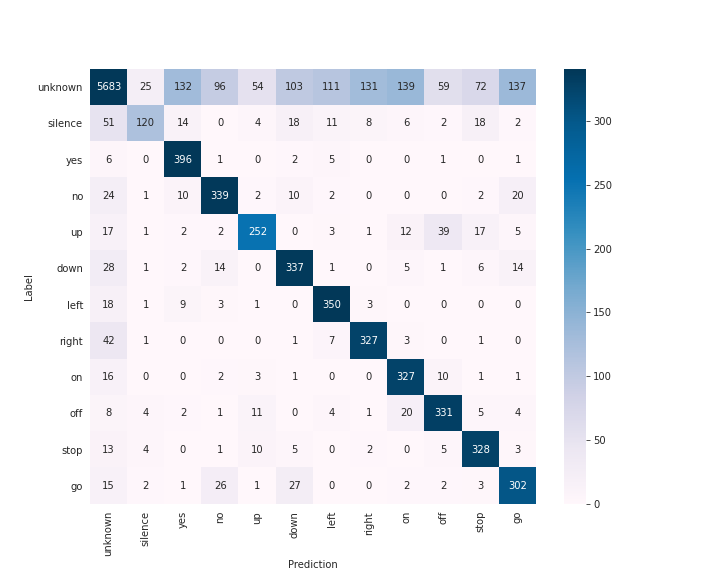 unknown 5683 25 132 96 54 103 111 131 139 59 72 137
silence 51 120 14 0 4 18 11 8 6 2 18 2
yes 6 0 396 1 0 2 5 0 0 1 0 1
no 24 1 10 339 2 10 2 0 0 0 2 20
up 17 1 2 2 252 0 3 1 12 39 17 5
down 28 1 2 14 0 337 1 0 5 1 6 14
left 18 1 9 3 1 0 350 3 0 0 0 0
right 42 1 0 0 0 1 7 327 3 0 1 0
on 16 0 0 2 3 1 0 0 327 10 1 1
off 8 4 2 1 11 0 4 1 20 331 5 4
stop 13 4 0 1 10 5 0 2 0 5 328 3
go 15 2 1 26 1 27 0 0 2 2 3 302
unknown silence yes no up down left right on off stop go
Prediction
Label
300
250
200
150
100
50
0